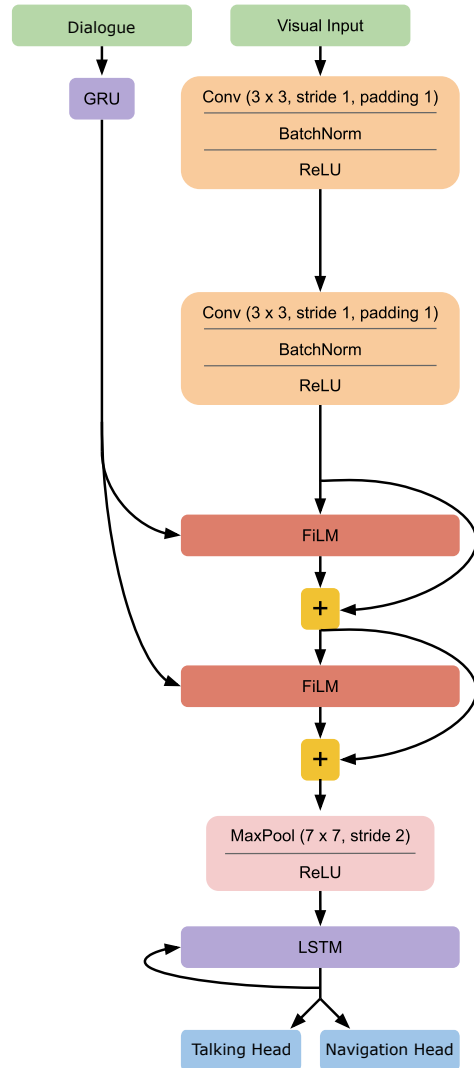 Dialogue
Visual Input
GRU
Conv (3 x 3, stride 1, padding 1)
BatchNorm
ReLU
Conv (3 x 3, stride 1, padding 1)
BatchNorm
ReLU
FiLM
+
FiLM
+
MaxPool (7 x 7, stride 2)
ReLU
LSTM
Talking Head
Navigation Head